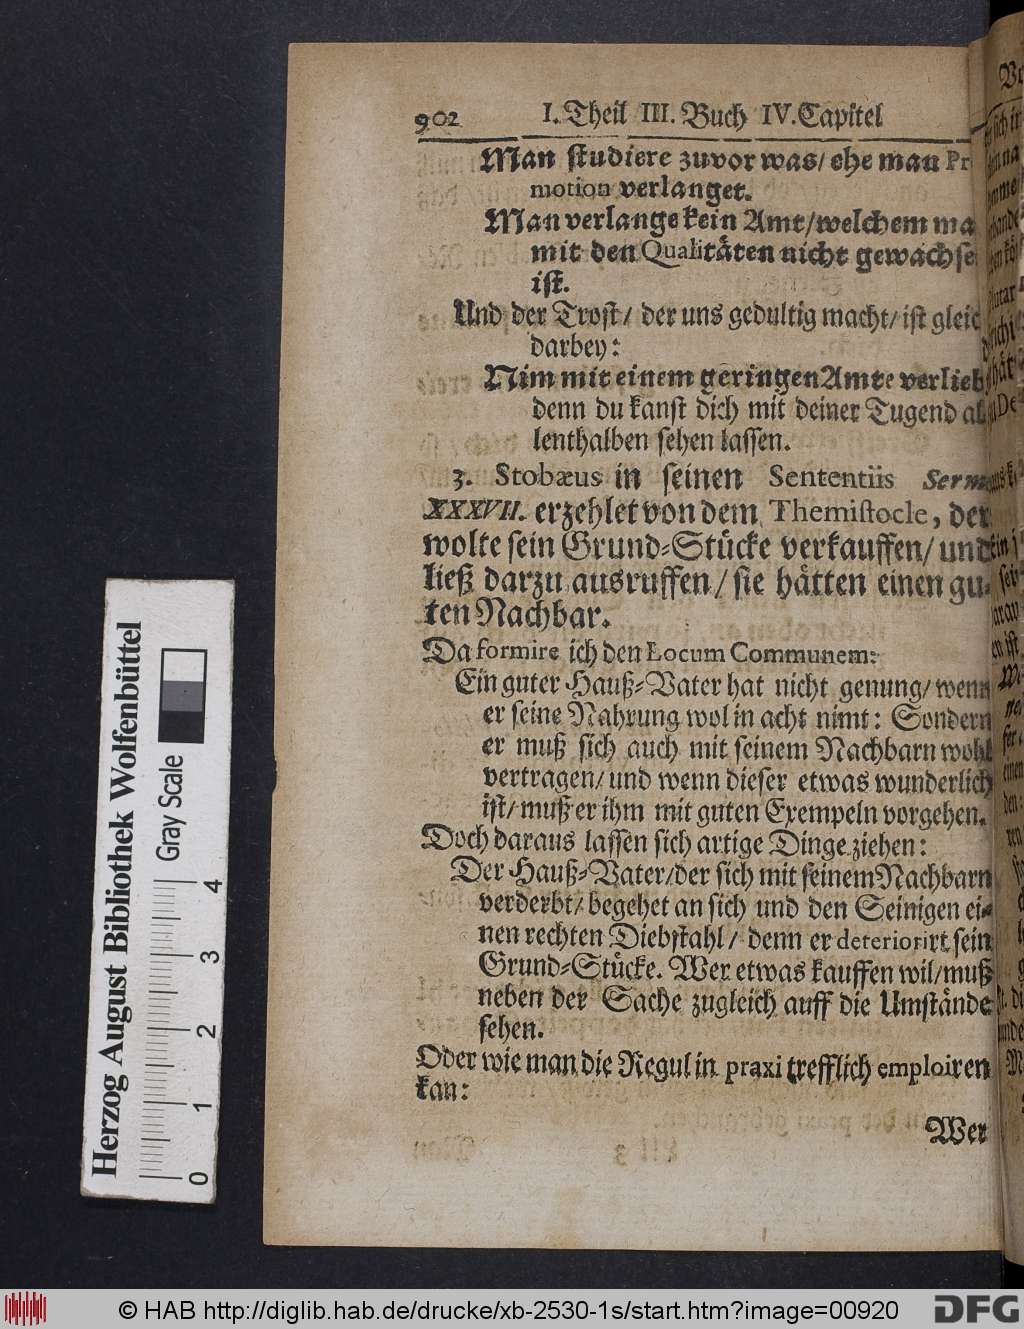 902 I. Theil III. Buch IV. Capitel
Man studiere zuvor was/ ehe man Pr
motion verlanget.
Man verlange kein Amt/ welchem ma
mit den Qualitäten nicht gewachse
ist.
Und der Trost/ der uns gedultig macht/ ist gleic
darbey:
Nim mit einem geringen Amte verlieb
denn du kanst dich mit deiner Tugend al
lenthalben sehen lassen.
3. Stobæus in seinen Sententiis Serm
XXXVII. erzehlet von dem Themistocle, der
wolte sein Grund-Stücke verkauffen/ und
ließ darzu ausruffen/ sie hätten einen gu-
ten Nachbar.
Da formire ich den Locum Communem:
Ein guter Hauß-Vater hat nicht genung/ wenn
er seine Nahrung wol in acht nimt: Sondern
er muß sich auch mit seinem Nachbarn wohl
vertragen/ und wenn dieser etwas wunderlich
ist/ muß er ihm mit guten Exempeln vorgehen.
Doch daraus lassen sich artige Dinge ziehen:
Der Hauß-Vater/ der sich mit seinem Nachbarn
verderbt/ begehet an sich und den Seinigen ei-
nen rechten Diebstahl/ denn er deteriorirt sein
Grund-Stücke. Wer etwas kauffen wil/ muß
neben der Sache zugleich auff die Umstände
sehen.
Oder wie man die Regul in praxi trefflich emploiren
kan:
Wer
Herzog August Bibliothek Wolfenbüttel
Gray Scale
0 1 2 3 4
© HAB http://diglib.hab.de/drucke/xb-2530-1s/start.htm?image=00920
DFG